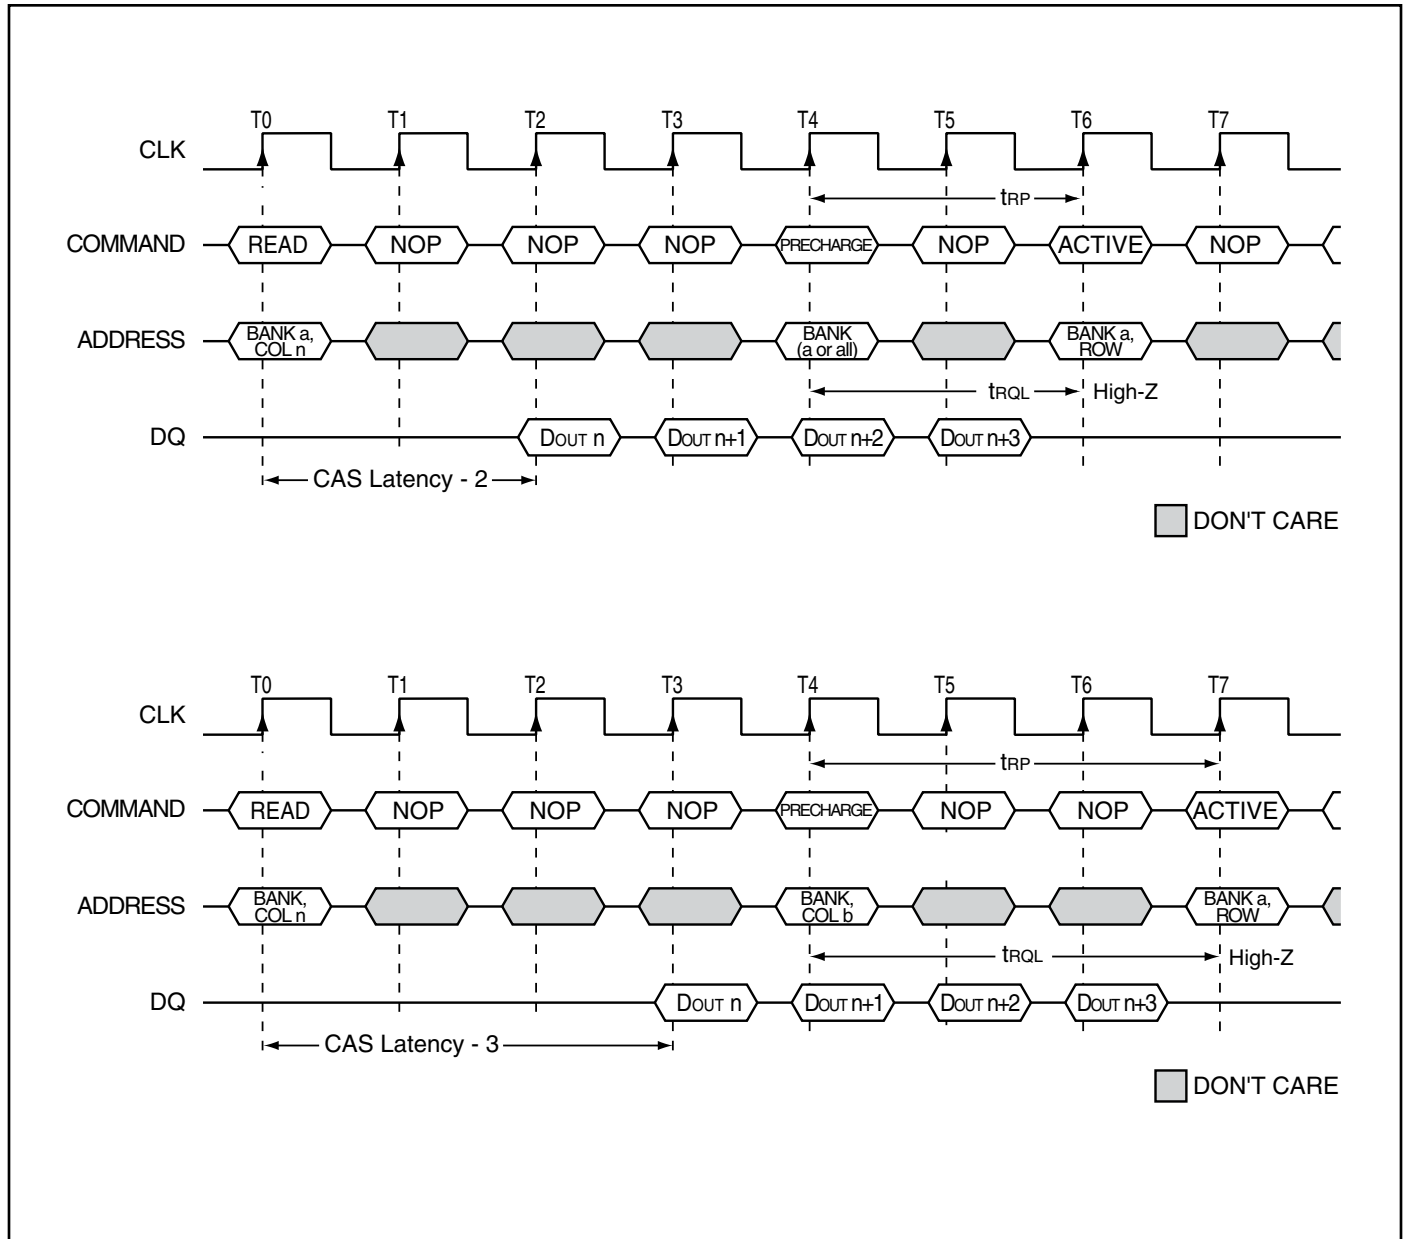 T0 T1 T2 T3 T4 T5 T6 T7
CLK
tRP
COMMAND READ NOP NOP NOP PRECHARGE NOP ACTIVE NOP
ADDRESS BANK a, COL n BANK (a or all) BANK a, ROW
tRQL High-Z
DQ DOUT n DOUT n+1 DOUT n+2 DOUT n+3
CAS Latency - 2
DON'T CARE
T0 T1 T2 T3 T4 T5 T6 T7
CLK
tRP
COMMAND READ NOP NOP NOP PRECHARGE NOP NOP ACTIVE
ADDRESS BANK, COL n BANK, COL b BANK a, ROW
tRQL High-Z
DQ DOUT n DOUT n+1 DOUT n+2 DOUT n+3
CAS Latency - 3
DON'T CARE